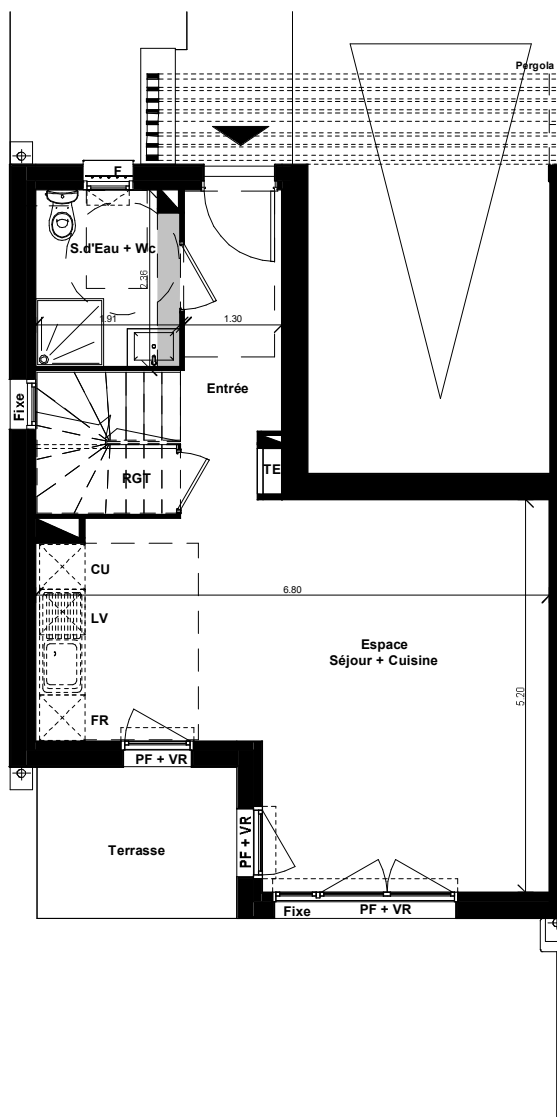 Pergola
F
S.d'Eau + Wc
2.36
1.91
1.30
Entrée
Fixe
RGT
TE
CU
6.80
LV
Espace
Séjour + Cuisine
5.20
FR
PF + VR
PF + VR
Terrasse
Fixe
PF + VR